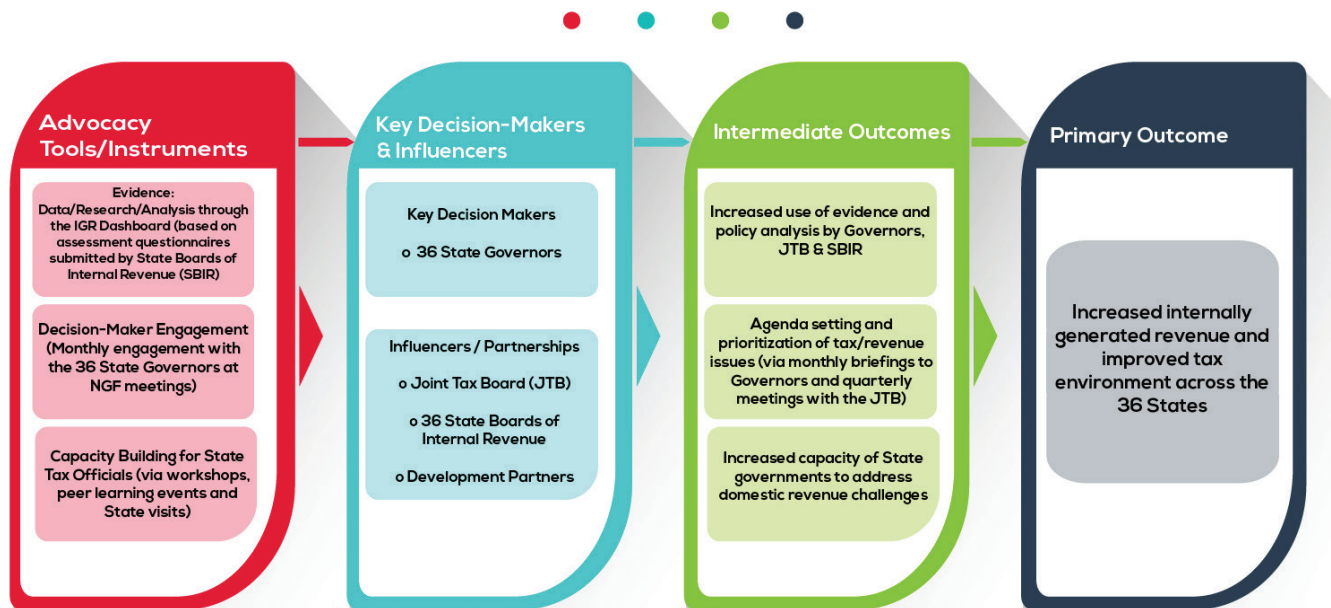 Advocacy
Tools/Instruments
Evidence:
Data/Research/Analysis through
the IGR Dashboard (based on
assessment questionnaires
submitted by State Boards of
Internal Revenue (SBIR)
Decision-Maker Engagement
(Monthly engagement with
the 36 State Governors at
NGF meetings)
Capacity Building for State
Tax Officials (via workshops,
peer learning events and
State visits)
Key Decision-Makers
& Influencers
Key Decision Makers
o 36 State Governors
Influencers / Partnerships
o Joint Tax Board (JTB)
o 36 State Boards of
Internal Revenue
o Development Partners
Intermediate Outcomes
Increased use of evidence and
policy analysis by Governors,
JTB & SBIR
Agenda setting and
prioritization of tax/revenue
issues (via monthly briefings to
Governors and quarterly
meetings with the JTB)
Increased capacity of State
governments to address
domestic revenue challenges
Primary Outcome
Increased internally
generated revenue and
improved tax
environment across the
36 States